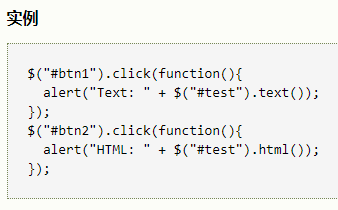 实例
$("#btn1").click(function(){
  alert("Text: " + $("#test").text());
});
$("#btn2").click(function(){
  alert("HTML: " + $("#test").html());
});